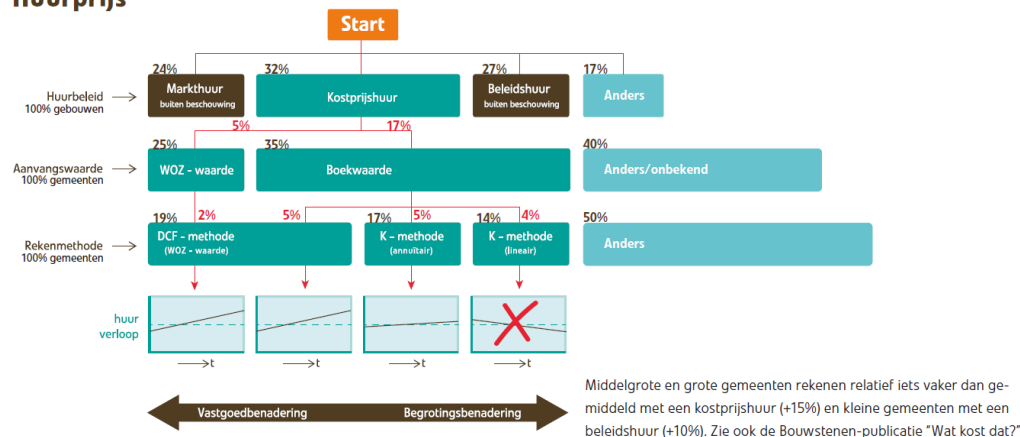 Huurprijs
Start
24%
32%
27%
17%
Huurbeleid
100% gebouwen
Markthuur
buiten beschouwing
Kostprijshuur
Beleidshuur
buiten beschouwing
Anders
5%
17%
25%
35%
40%
Aanvangswaarde
100% gemeenten
WOZ - waarde
Boekwaarde
Anders/onbekend
19%
2%
5%
17%
5%
14%
4%
50%
Rekenmethode
100% gemeenten
DCF - methode
(WOZ - waarde)
K - methode
(annuïtair)
K - methode
(lineair)
Anders
huur
verloop
t
t
t
t
Vastgoedbenadering
Begrotingsbenadering
Middelgrote en grote gemeenten rekenen relatief iets vaker dan ge-
middeld met een kostprijshuur (+15%) en kleine gemeenten met een
beleidshuur (+10%). Zie ook de Bouwstenen-publicatie "Wat kost dat?"